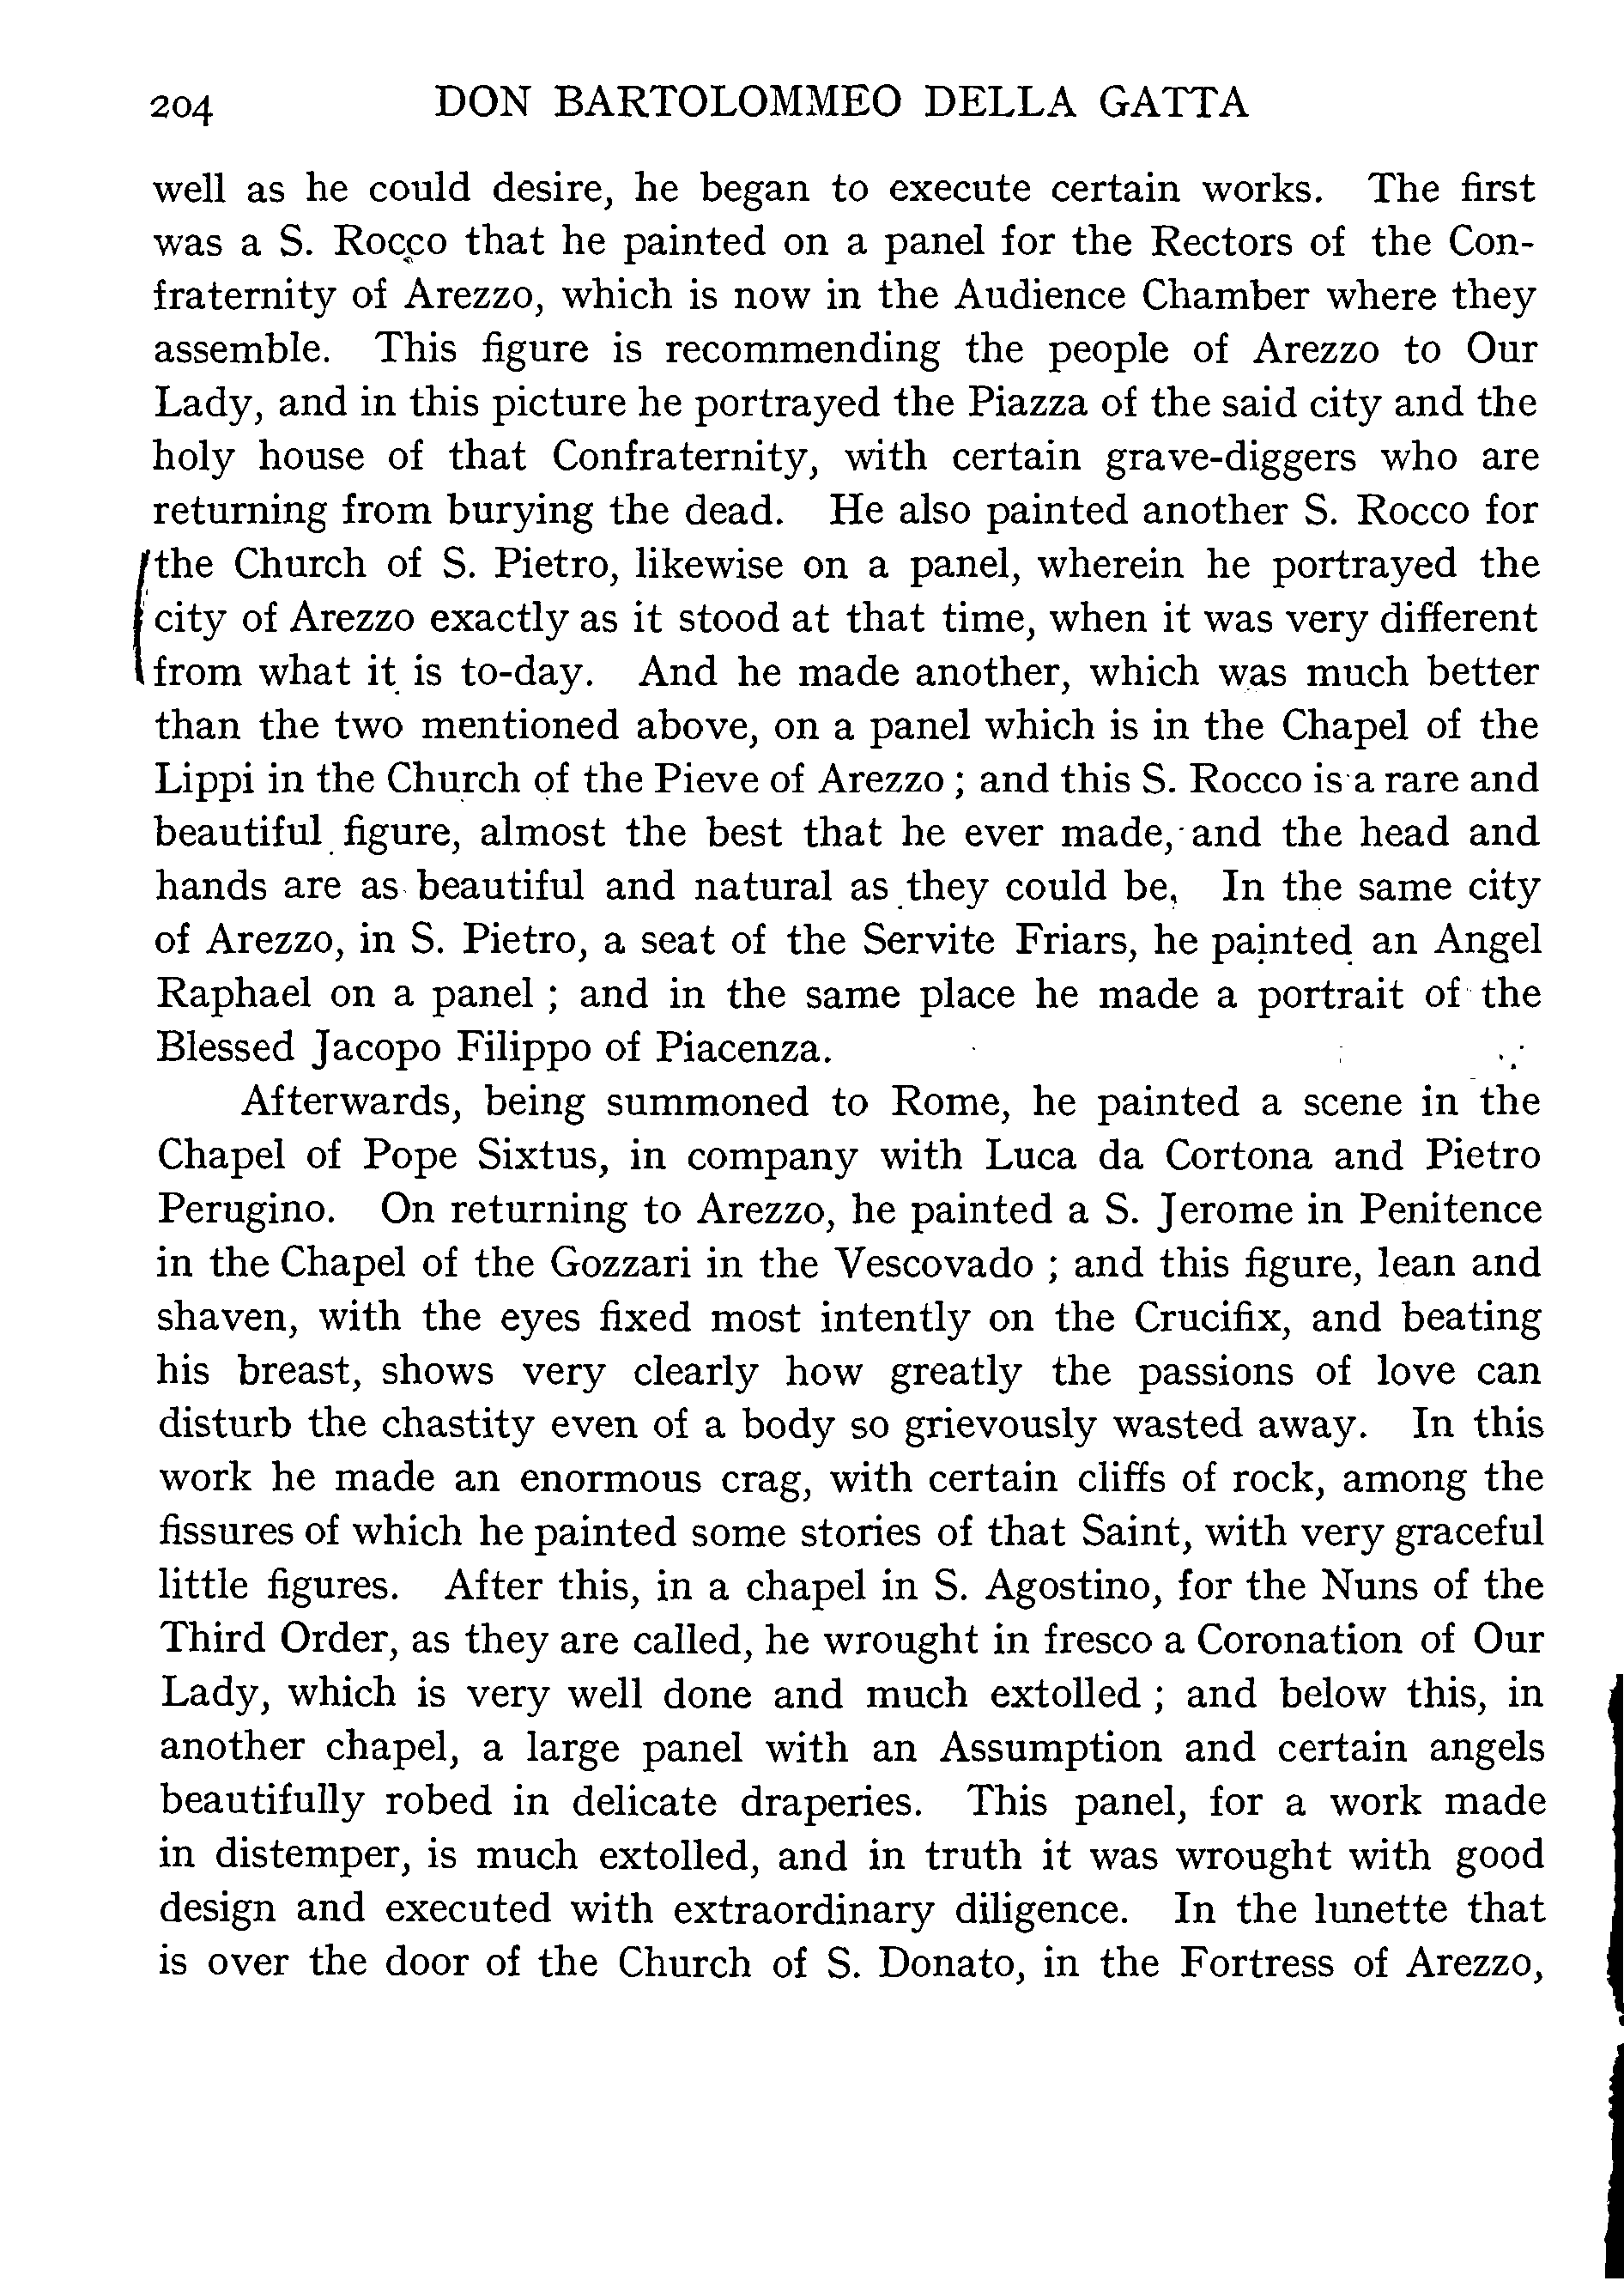 204 DON BARTOLOMMEO DELLA GATTA
well as he could desire, he began to execute certain works. The first
was a S. Rocco that he painted on a panel for the Rectors of the Con-
fraternity of Arezzo, which is now in the Audience Chamber where they
assemble. This figure is recommending the people of Arezzo to Our
Lady, and in this picture he portrayed the Piazza of the said city and the
holy house of that Confraternity, with certain grave-diggers who are
returning from burying the dead. He also painted another S. Rocco for
the Church of S. Pietro, likewise on a panel, wherein he portrayed the
city of Arezzo exactly as it stood at that time, when it was very different
from what it is to-day. And he made another, which was much better
than the two mentioned above, on a panel which is in the Chapel of the
Lippi in the Church of the Pieve of Arezzo ; and this S. Rocco is a rare and
beautiful figure, almost the best that he ever made, and the head and
hands are as beautiful and natural as they could be. In the same city
of Arezzo, in S. Pietro, a seat of the Servite Friars, he painted an Angel
Raphael on a panel ; and in the same place he made a portrait of the
Blessed Jacopo Filippo of Piacenza.
Afterwards, being summoned to Rome, he painted a scene in the
Chapel of Pope Sixtus, in company with Luca da Cortona and Pietro
Perugino. On returning to Arezzo, he painted a S. Jerome in Penitence
in the Chapel of the Gozzari in the Vescovado ; and this figure, lean and
shaven, with the eyes fixed most intently on the Crucifix, and beating
his breast, shows very clearly how greatly the passions of love can
disturb the chastity even of a body so grievously wasted away. In this
work he made an enormous crag, with certain cliffs of rock, among the
fissures of which he painted some stories of that Saint, with very graceful
little figures. After this, in a chapel in S. Agostino, for the Nuns of the
Third Order, as they are called, he wrought in fresco a Coronation of Our
Lady, which is very well done and much extolled ; and below this, in
another chapel, a large panel with an Assumption and certain angels
beautifully robed in delicate draperies. This panel, for a work made
in distemper, is much extolled, and in truth it was wrought with good
design and executed with extraordinary diligence. In the lunette that
is over the door of the Church of S. Donato, in the Fortress of Arezzo,